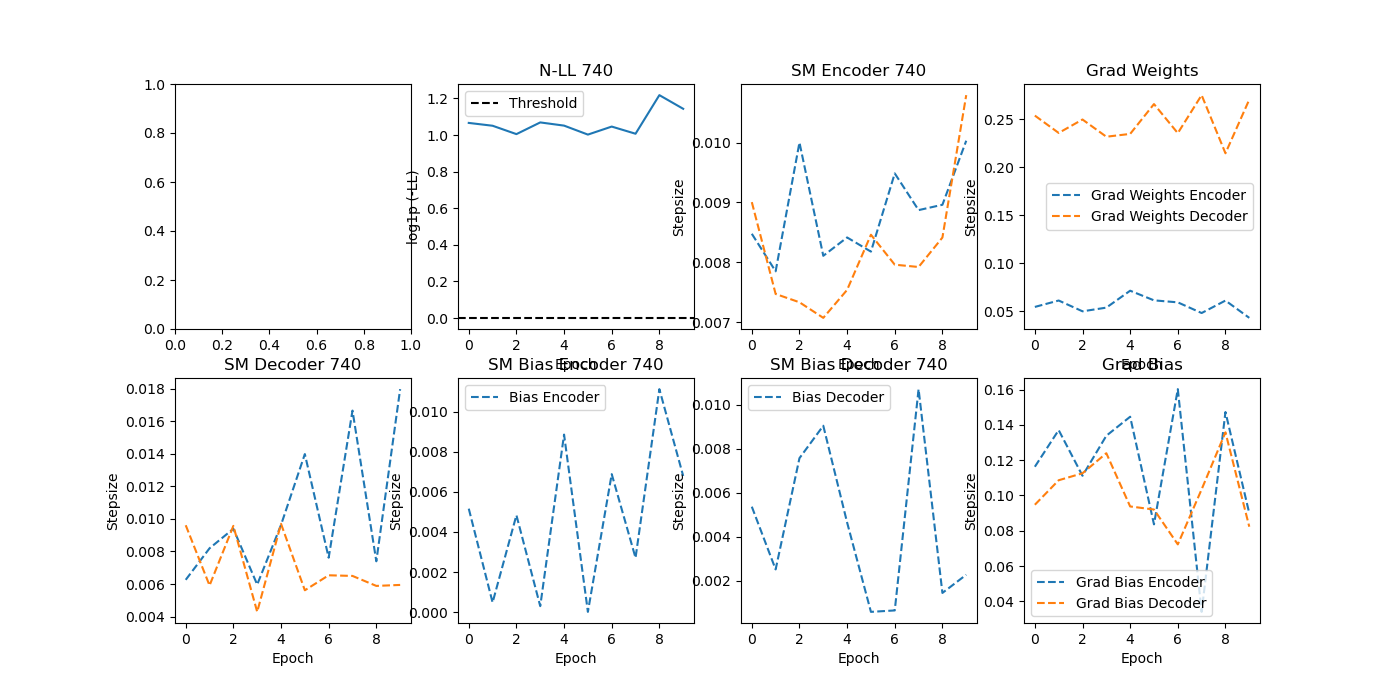 1.0
0.8
0.6
0.4
0.2
0.0
0.0 0.2 0.4 0.6 0.8 1.0
N-LL 740
Threshold
log1p (-LL)
1.2
1.0
0.8
0.6
0.4
0.2
0.0
0 2 4 6 8
Epoch
SM Encoder 740
Stepsize
0.010
0.009
0.008
0.007
0 2 4 6 8
Epoch
Grad Weights
Stepsize
0.25
0.20
0.15
0.10
0.05
Grad Weights Encoder
Grad Weights Decoder
0 2 4 6 8
Epoch
SM Decoder 740
Stepsize
0.018
0.016
0.014
0.012
0.010
0.008
0.006
0.004
0 2 4 6 8
Epoch
SM Bias Encoder 740
Bias Encoder
Stepsize
0.010
0.008
0.006
0.004
0.002
0.000
0 2 4 6 8
Epoch
SM Bias Decoder 740
Bias Decoder
Stepsize
0.010
0.008
0.006
0.004
0.002
0 2 4 6 8
Epoch
Grad Bias
Stepsize
0.16
0.14
0.12
0.10
0.08
0.06
0.04
Grad Bias Encoder
Grad Bias Decoder
0 2 4 6 8
Epoch